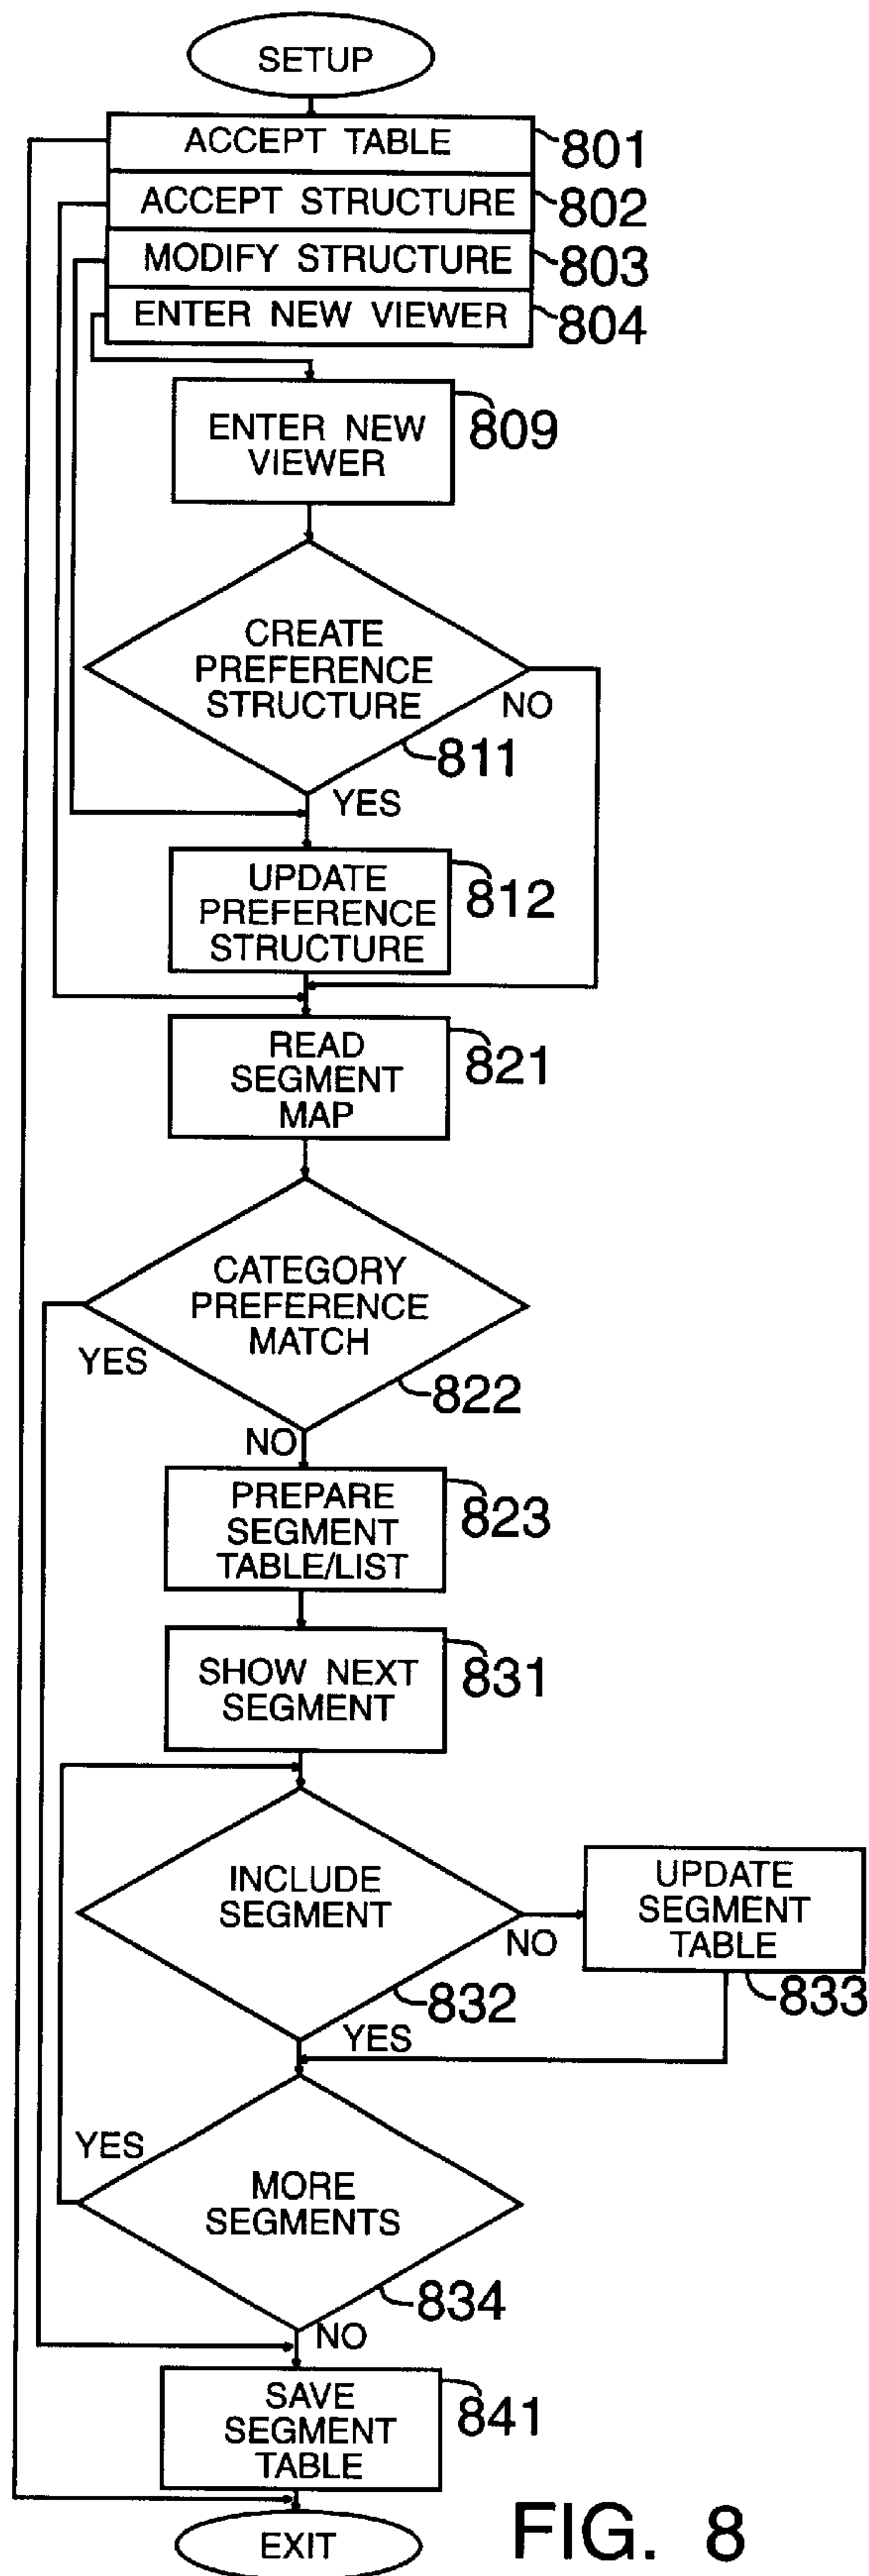 SETUP
ACCEPT TABLE
801
ACCEPT STRUCTURE
802
MODIFY STRUCTURE
803
ENTER NEW VIEWER
804
ENTER NEW
VIEWER
809
CREATE
PREFERENCE
STRUCTURE
NO
811
YES
UPDATE
PREFERENCE
STRUCTURE
812
READ
SEGMENT
MAP
821
CATEGORY
PREFERENCE
MATCH
YES
822
NO
PREPARE
SEGMENT
TABLE/LIST
823
SHOW NEXT
SEGMENT
831
INCLUDE
SEGMENT
NO
832
UPDATE
SEGMENT
TABLE
833
YES
YES
MORE
SEGMENTS
834
NO
SAVE
SEGMENT
TABLE
841
EXIT
FIG. 8